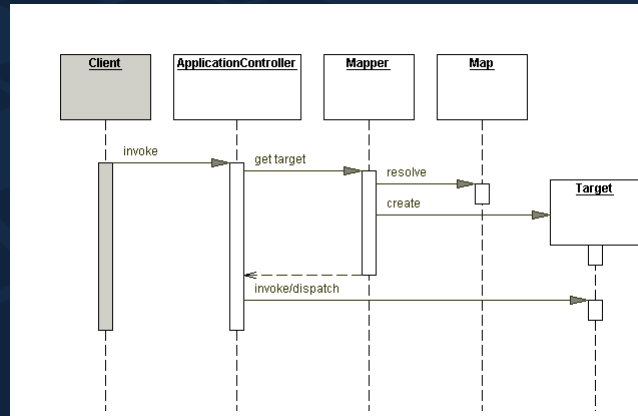 Client
ApplicationController
Mapper
Map
invoke
get target
resolve
Target
create
invoke/dispatch